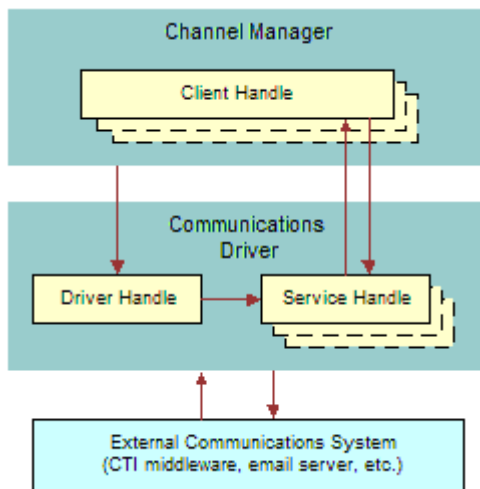 Channel Manager
Client Handle
Communications
Driver
Driver Handle
Service Handle
External Communications System
(CTI middleware, email server, etc.)